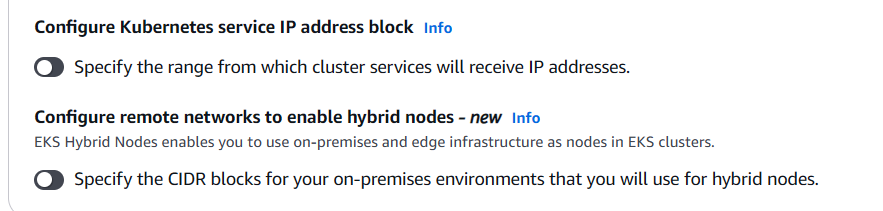 Configure Kubernetes service IP address block Info
Specify the range from which cluster services will receive IP addresses.
Configure remote networks to enable hybrid nodes - new Info
EKS Hybrid Nodes enables you to use on-premises and edge infrastructure as nodes in EKS clusters.
Specify the CIDR blocks for your on-premises environments that you will use for hybrid nodes.